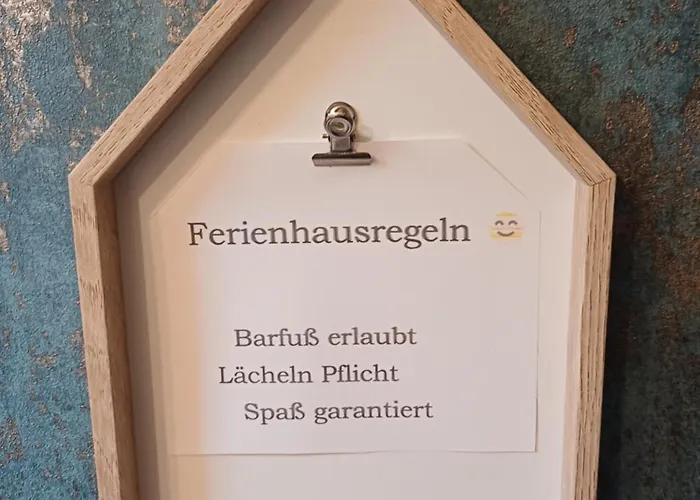 Ferienhausregeln 😊
Barfuß erlaubt
Lächeln Pflicht
Spaß garantiert